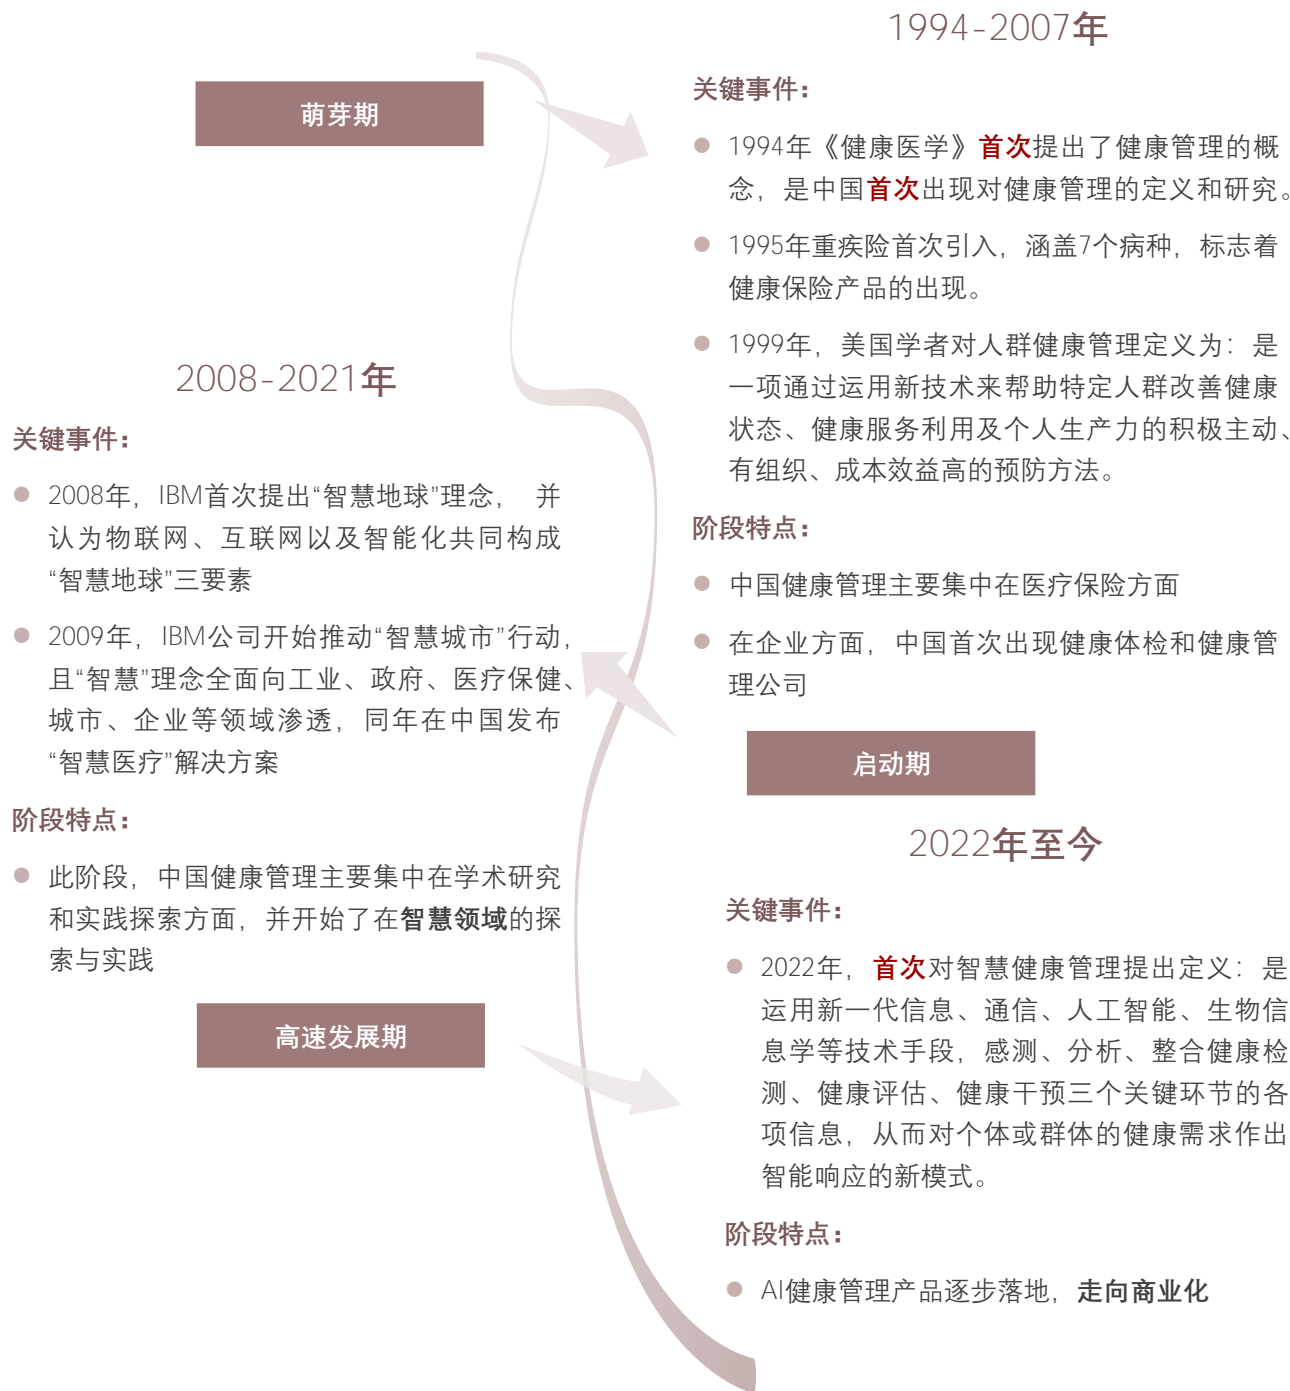 萌芽期
1994-2007年
关键事件：
1994年《健康医学》首次提出了健康管理的概
念，是中国首次出现对健康管理的定义和研究。
1995年重疾险首次引入，涵盖7个病种，标志着
健康保险产品的出现。
1999年，美国学者对人群健康管理定义为：是
一项通过运用新技术来帮助特定人群改善健康
状态、健康服务利用及个人生产力的积极主动、
有组织、成本效益高的预防方法。
阶段特点：
中国健康管理主要集中在医疗保险方面
在企业方面，中国首次出现健康体检和健康管
理公司
启动期
2008-2021年
关键事件：
2008年，IBM首次提出“智慧地球”理念， 并
认为物联网、互联网以及智能化共同构成
“智慧地球”三要素
2009年，IBM公司开始推动“智慧城市”行动，
且“智慧”理念全面向工业、政府、医疗保健、
城市、企业等领域渗透，同年在中国发布
“智慧医疗”解决方案
阶段特点：
此阶段，中国健康管理主要集中在学术研究
和实践探索方面，并开始了在智慧领域的探
索与实践
高速发展期
2022年至今
关键事件：
2022年，首次对智慧健康管理提出定义：是
运用新一代信息、通信、人工智能、生物信
息学等技术手段，感测、分析、整合健康检
测、健康评估、健康干预三个关键环节的各
项信息，从而对个体或群体的健康需求作出
智能响应的新模式。
阶段特点：
AI健康管理产品逐步落地，走向商业化